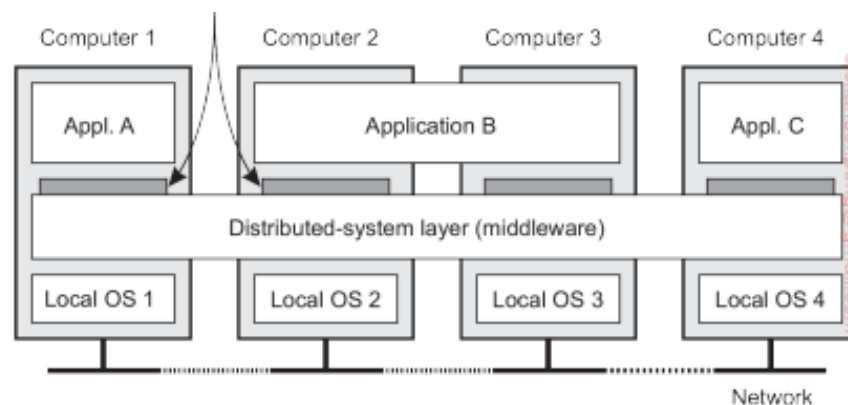 Computer 1 Computer 2 Computer 3 Computer 4
Appl. A Application B Appl. C
Distributed-system layer (middleware)
Local OS 1 Local OS 2 Local OS 3 Local OS 4
Network